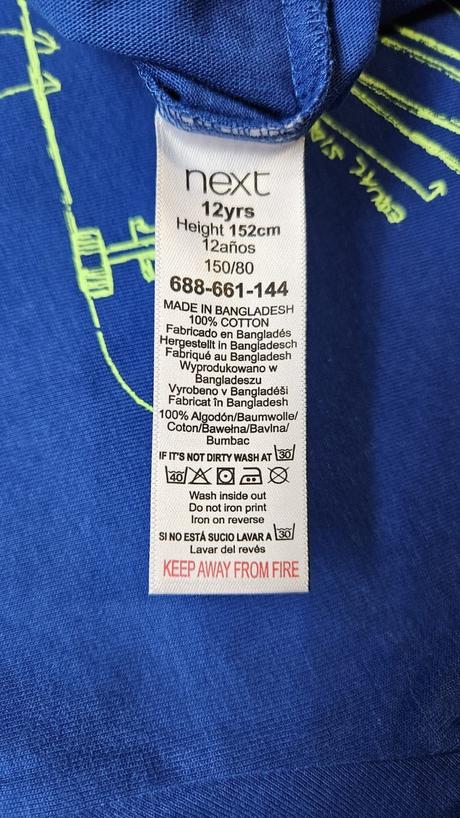 next
12yrs
Height 152cm
12años
150/80
688-661-144
MADE IN BANGLADESH
100% COTTON
Fabricado en Bangladés
Hergestellt in Bangladesch
Fabriqué au Bangladesh
Wyprodukowano w
Bangladeszu
Vyrobeno v Bangladéši
Fabricat în Bangladesh
100% Algodón/Baumwolle/
Coton/Bawełna/Bavlna/
Bumbac
IF IT'S NOT DIRTY WASH AT 30
40
Wash inside out
Do not iron print
Iron on reverse
SI NO ESTÁ SUCIO LAVAR A 30
Lavar del revés
KEEP AWAY FROM FIRE
EQUAL